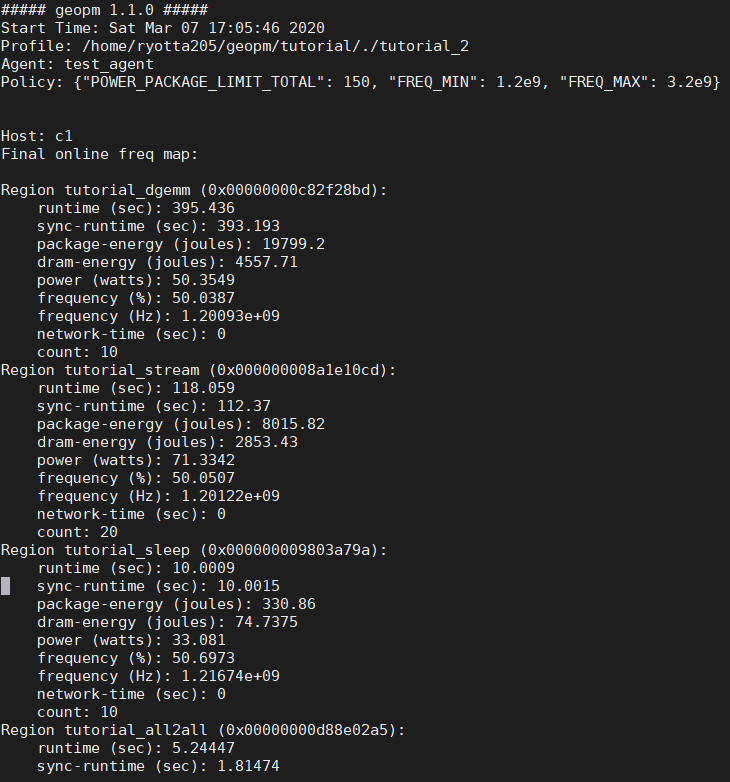 ##### geopm 1.1.0 #####
Start Time: Sat Mar 07 17:05:46 2020
Profile: /home/ryotta205/geopm/tutorial/./tutorial_2
Agent: test_agent
Policy: {"POWER_PACKAGE_LIMIT_TOTAL": 150, "FREQ_MIN": 1.2e9, "FREQ_MAX": 3.2e9}
Host: c1
Final online freq map:
Region tutorial_dgemm (0x00000000c82f28bd):
runtime (sec): 395.436
sync-runtime (sec): 393.193
package-energy (joules): 19799.2
dram-energy (joules): 4557.71
power (watts): 50.3549
frequency (%): 50.0387
frequency (Hz): 1.20093e+09
network-time (sec): 0
count: 10
Region tutorial_stream (0x000000008a1e10cd):
runtime (sec): 118.059
sync-runtime (sec): 112.37
package-energy (joules): 8015.82
dram-energy (joules): 2853.43
power (watts): 71.3342
frequency (%): 50.0507
frequency (Hz): 1.20122e+09
network-time (sec): 0
count: 20
Region tutorial_sleep (0x000000009803a79a):
runtime (sec): 10.0009
sync-runtime (sec): 10.0015
package-energy (joules): 330.86
dram-energy (joules): 74.7375
power (watts): 33.081
frequency (%): 50.6973
frequency (Hz): 1.21674e+09
network-time (sec): 0
count: 10
Region tutorial_all2all (0x00000000d88e02a5):
runtime (sec): 5.24447
sync-runtime (sec): 1.81474